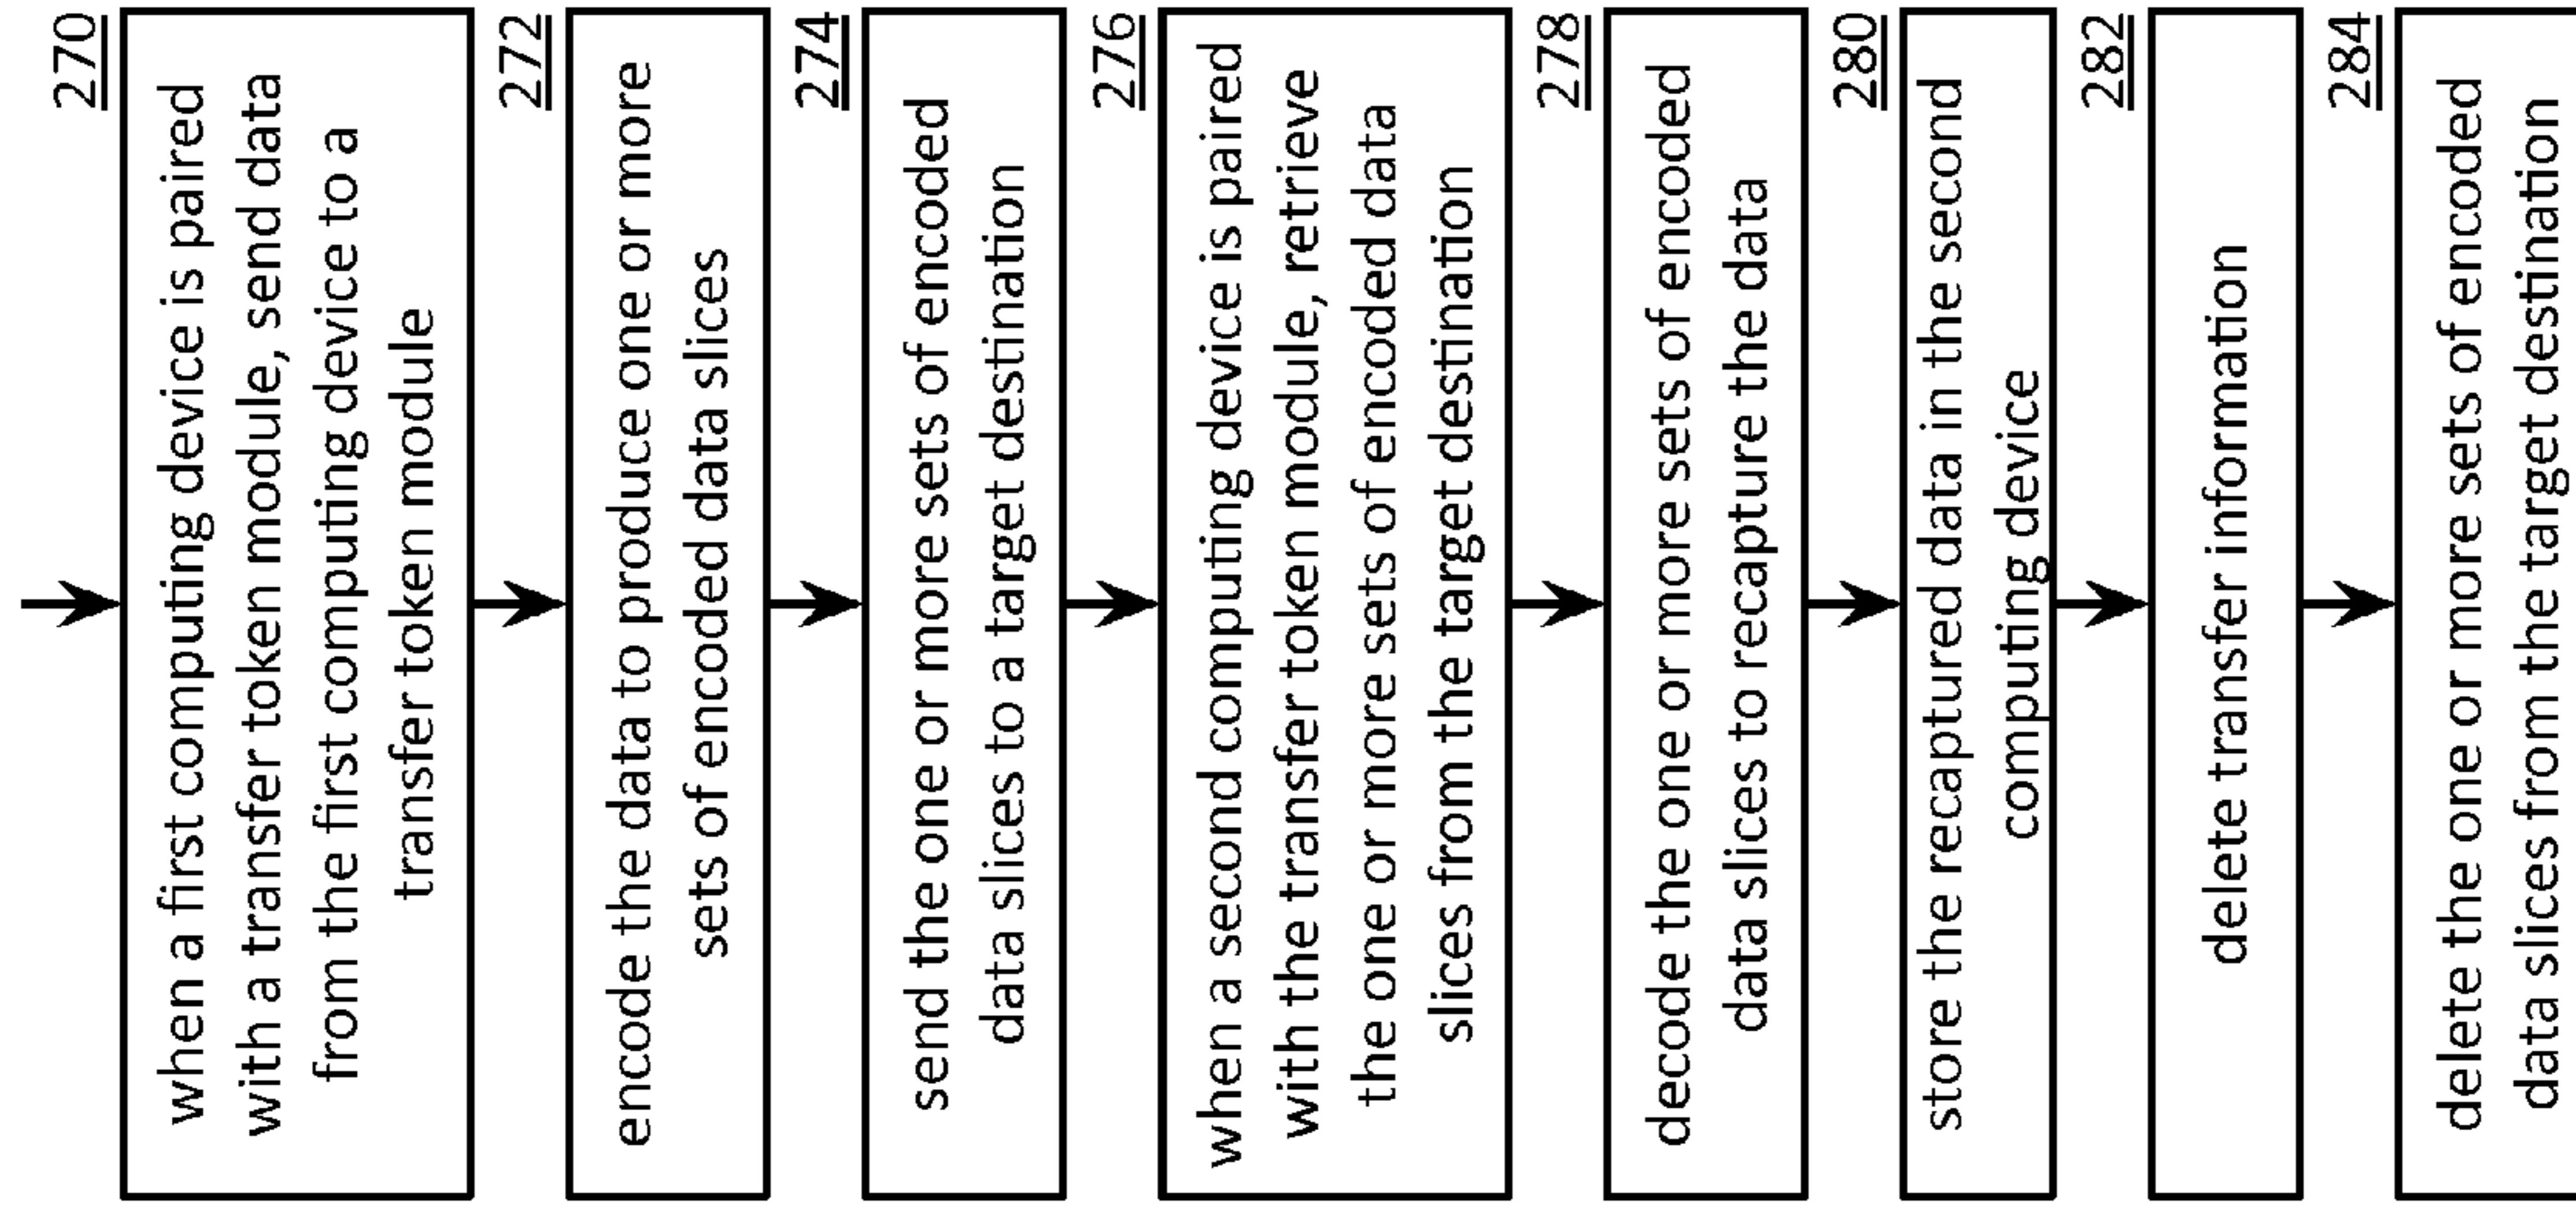 270
when a first computing device is paired
with a transfer token module, send data
from the first computing device to a
transfer token module
272
encode the data to produce one or more
sets of encoded data slices
274
send the one or more sets of encoded
data slices to a target destination
276
when a second computing device is paired
with the transfer token module, retrieve
the one or more sets of encoded data
slices from the target destination
278
decode the one or more sets of encoded
data slices to recapture the data
280
store the recaptured data in the second
computing device
282
delete transfer information
284
delete the one or more sets of encoded
data slices from the target destination